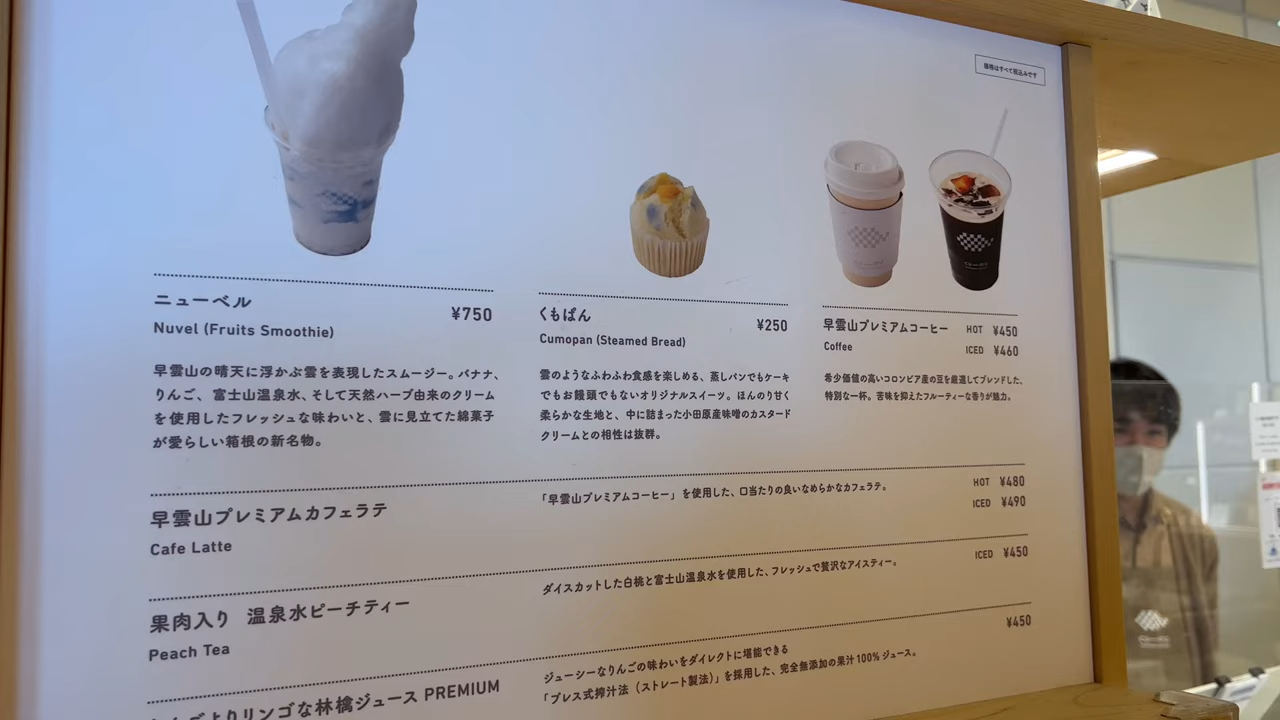 価格はすべて税込みです
ニューベル
¥750
Nuvel (Fruits Smoothie)
早雲山の晴天に浮かぶ雲を表現したスムージー。バナナ、
りんご、富士山温泉水、そして天然ハーブ由来のクリーム
を使用したフレッシュな味わいと、雲に見立てた綿菓子
が愛らしい箱根の新名物。
くもぱん
¥250
Cumopan (Steamed Bread)
雲のようなふわふわ食感を楽しめる、蒸しパンでもケーキ
でもお饅頭でもないオリジナルスイーツ。ほんのり甘く
柔らかな生地と、中に詰まった小田原産味噌のカスタード
クリームとの相性は抜群。
早雲山プレミアムコーヒー
HOT ¥450
Coffee
ICED ¥460
希少価値の高いコロンビア産の豆を厳選してブレンドした、
特別な一杯。苦味を抑えたフルーティーな香りが魅力。
早雲山プレミアムカフェラテ
Cafe Latte
「早雲山プレミアムコーヒー」を使用した、口当たりの良いなめらかなカフェラテ。
HOT ¥480
ICED ¥490
果肉入り 温泉水ピーチティー
Peach Tea
ダイスカットした白桃と富士山温泉水を使用した、フレッシュで贅沢なアイスティー。
ICED ¥450
りんごよりリンゴな林檎ジュース PREMIUM
ジューシーなりんごの味わいをダイレクトに堪能できる
「プレス式搾汁法（ストレート製法）」を採用した、完全無添加の果汁100%ジュース。
¥450